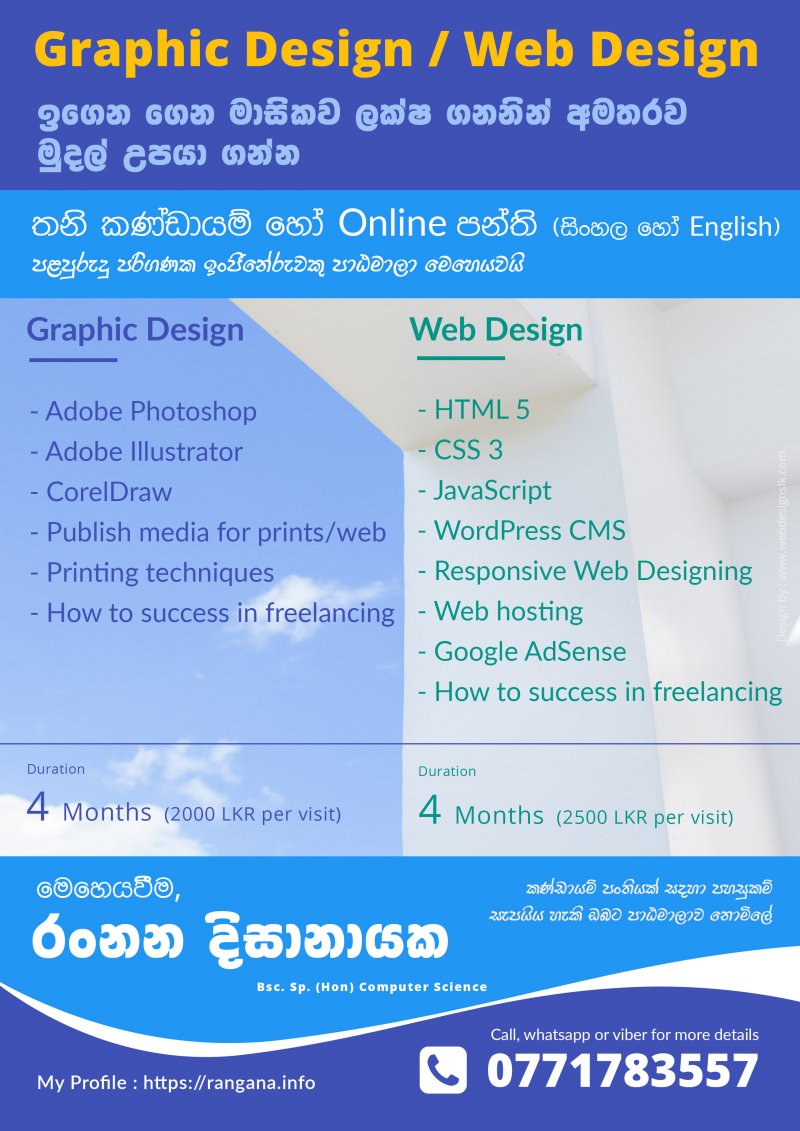 Graphic Design / Web Design
ඉගෙන ගෙන මාසිකව ලක්ෂ ගනනින් අමතරව
මුදල් උපයා ගන්න
තනි කණ්ඩායම් හෝ Online පන්ති (සිංහල හෝ English)
පළපුරුදු පරිගණක ඉංජිනේරුවකු පාඨමාලා මෙහෙයවයි
Graphic Design
- Adobe Photoshop
- Adobe Illustrator
- CorelDraw
- Publish media for prints/web
- Printing techniques
- How to success in freelancing
Duration
4 Months (2000 LKR per visit)
Web Design
- HTML 5
- CSS 3
- JavaScript
- WordPress CMS
- Responsive Web Designing
- Web hosting
- Google AdSense
- How to success in freelancing
Duration
4 Months (2500 LKR per visit)
Design by : www.webdesignslk.com
මෙහෙයවීම,
රංනන දිසානායක
Bsc. Sp. (Hon) Computer Science
කණ්ඩායම් පංතියක් සදහා පහසුකම්
සැපයිය හැකි ඔබට පාඨමාලාව නොමිලේ
My Profile : https://rangana.info
Call, whatsapp or viber for more details
0771783557